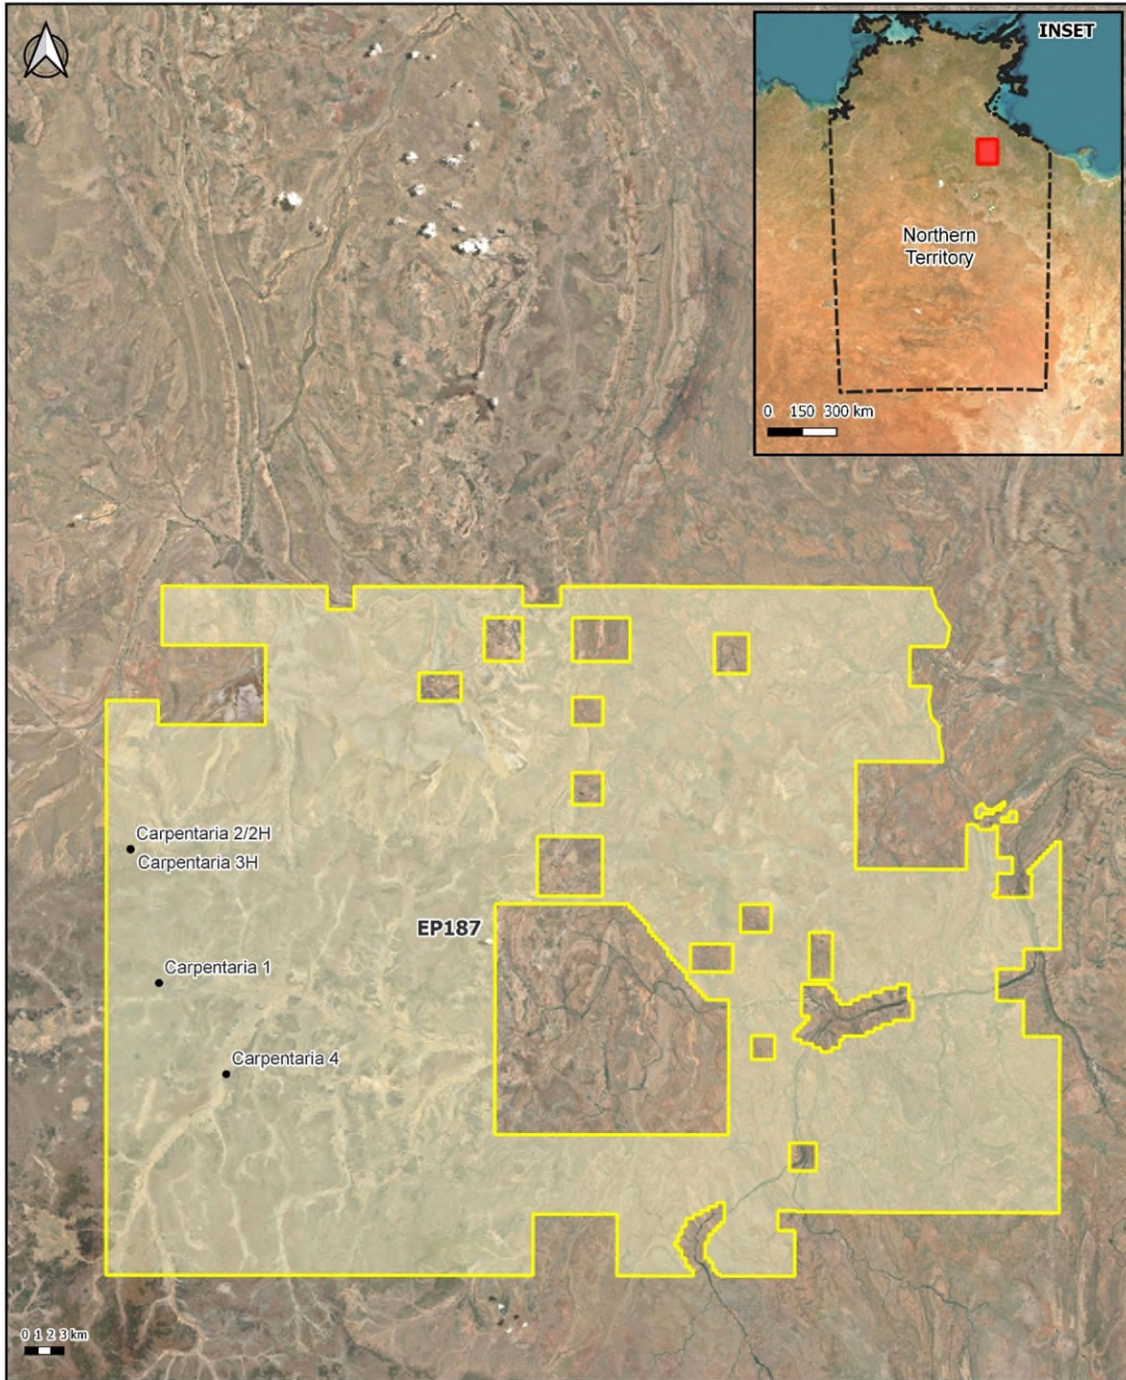 INSET
Northern
Territory
0 150 300 km
Carpentaria 2/2H
Carpentaria 3H
EP187
Carpentaria 1
Carpentaria 4
0 1 2 3 km